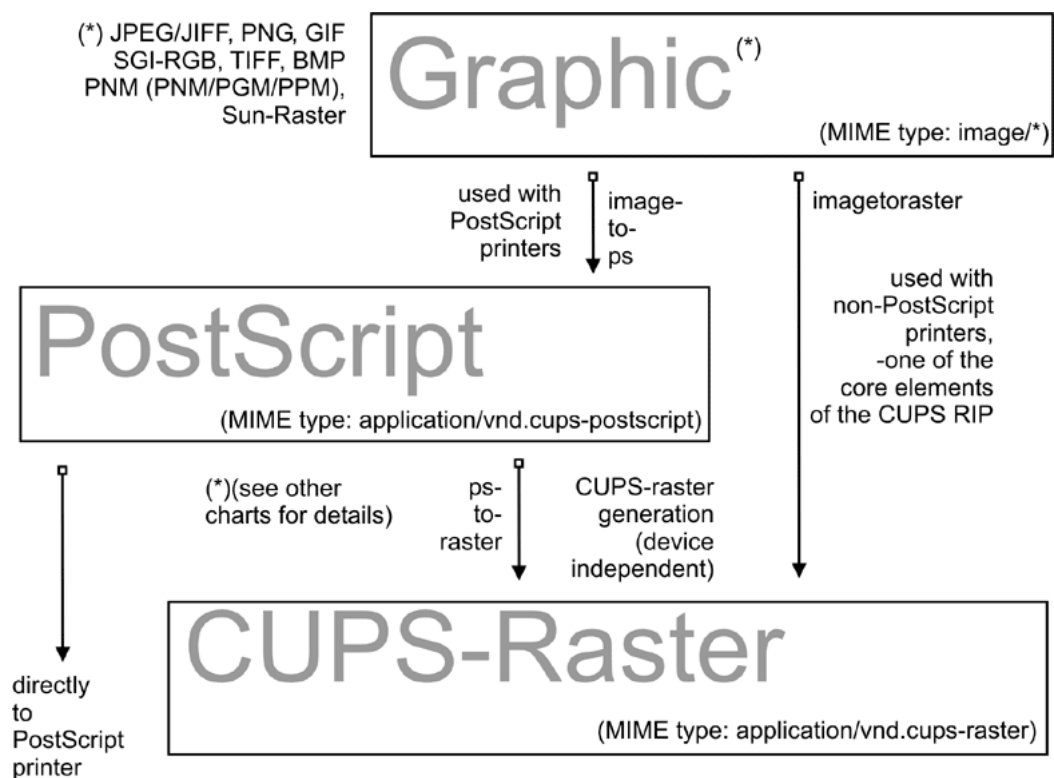 (*) JPEG/JIFF, PNG, GIF
SGI-RGB, TIFF, BMP
PNM (PNM/PGM/PPM),
Sun-Raster
Graphic(*)
(MIME type: image/*)
used with
PostScript
printers
image-
to-
ps
imagetoraster
used with
non-PostScript
printers,
-one of the
core elements
of the CUPS RIP
PostScript
(MIME type: application/vnd.cups-postscript)
(*)(see other
charts for details)
ps-
to-
raster
CUPS-raster
generation
(device
independent)
CUPS-Raster
(MIME type: application/vnd.cups-raster)
directly
to
PostScript
printer